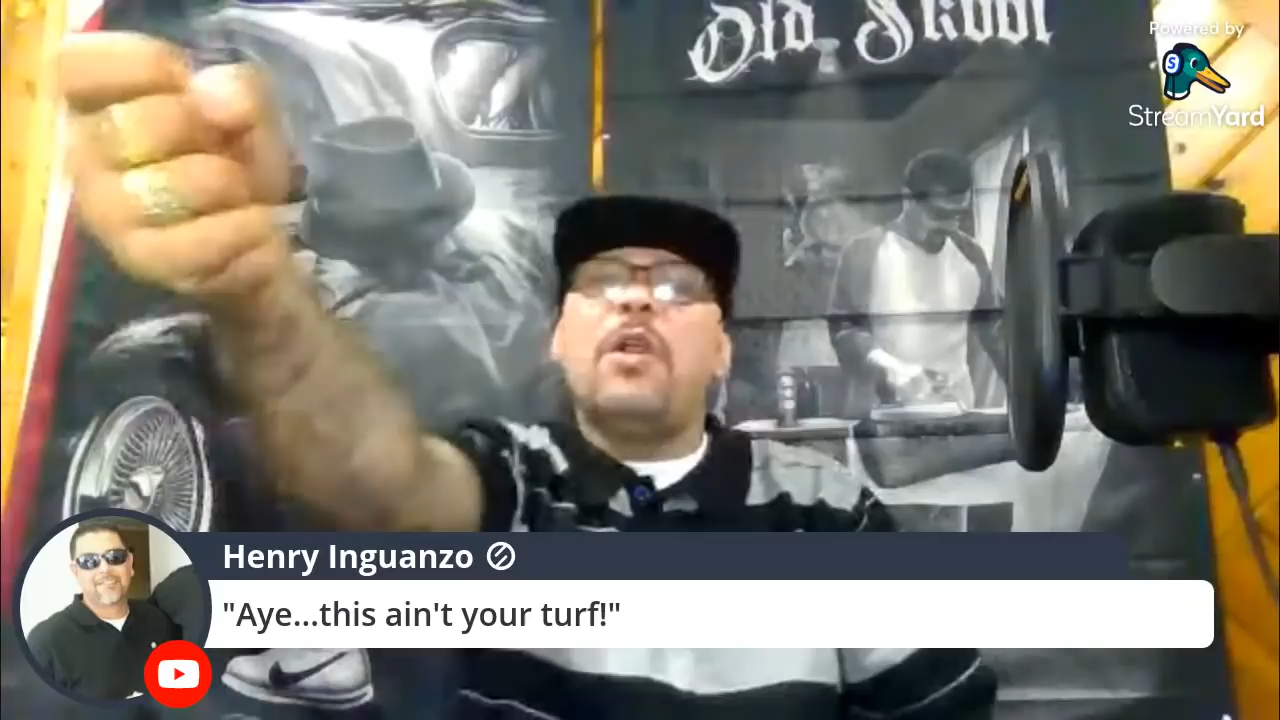 Old Skool
Powered by
S
StreamYard
Henry Inguanzo
"Aye...this ain't your turf!"